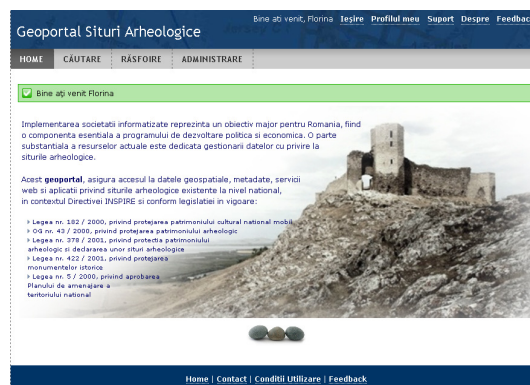 Bine ati venit, Florina Ieşire Profilul meu Suport Despre Feedbac
Geoportal Situri Arheologice
HOME CĂUTARE RĂSFOIRE ADMINISTRARE
Bine aţi venit Florina
Implementarea societatii informatizate reprezinta un obiectiv major pentru Romania, fiind
o componenta esentiala a programului de dezvoltare politica si economica. O parte
substantiala a resurselor actuale este dedicata gestionarii datelor cu privire la
siturile arheologice.
Acest geoportal, asigura accesul la datele geospatiale, metadate, servicii
web si aplicatii privind siturile arheologice existente la nivel national,
in contextul Directivei INSPIRE si conform legislatiei in vigoare:
Legea nr. 182 / 2000, privind protejarea patrimoniului cultural national mobil
OG nr. 43 / 2000, privind protejarea patrimoniului arheologic
Legea nr. 378 / 2001, privind protectia patrimoniului
arheologic si declararea unor situri arheologice
Legea nr. 422 / 2001, privind protejarea
monumentelor istorice
Legea nr. 5 / 2000, privind aprobarea
Planului de amenajare a
teritoriului national
Home | Contact | Conditii Utilizare | Feedback